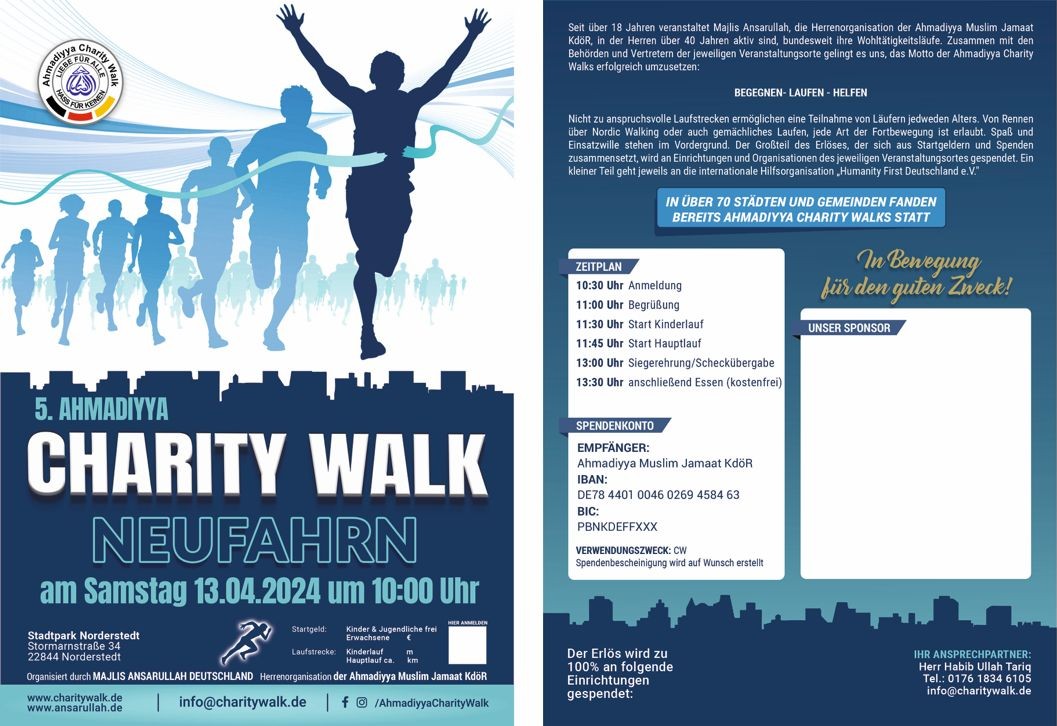 Ahmadiyya Charity Walk
LIEBE FÜR ALLE
HASS FÜR KEINEN
5. AHMADIYYA
CHARITY WALK
NEUFAHRN
am Samstag 13.04.2024 um 10:00 Uhr
Stadtpark Norderstedt
Stormarnstraße 34
22844 Norderstedt
Startgeld: Kinder & Jugendliche frei
Erwachsene €
Laufstrecke: Kinderlauf m
Hauptlauf ca. km
HIER ANMELDEN
Organisiert durch MAJLIS ANSARULLAH DEUTSCHLAND Herrenorganisation der Ahmadiyya Muslim Jamaat KdöR
www.charitywalk.de
www.ansarullah.de
info@charitywalk.de
/AhmadiyyaCharityWalk
Seit über 18 Jahren veranstaltet Majlis Ansarullah, die Herrenorganisation der Ahmadiyya Muslim Jamaat
KdöR, in der Herren über 40 Jahren aktiv sind, bundesweit ihre Wohltätigkeitsläufe. Zusammen mit den
Behörden und Vertretern der jeweiligen Veranstaltungsorte gelingt es uns, das Motto der Ahmadiyya Charity
Walks erfolgreich umzusetzen:
BEGEGNEN- LAUFEN - HELFEN
Nicht zu anspruchsvolle Laufstrecken ermöglichen eine Teilnahme von Läufern jedweden Alters. Von Rennen
über Nordic Walking oder auch gemächliches Laufen, jede Art der Fortbewegung ist erlaubt. Spaß und
Einsatzwille stehen im Vordergrund. Der Großteil des Erlöses, der sich aus Startgeldern und Spenden
zusammensetzt, wird an Einrichtungen und Organisationen des jeweiligen Veranstaltungsortes gespendet. Ein
kleiner Teil geht jeweils an die internationale Hilfsorganisation „Humanity First Deutschland e.V."
IN ÜBER 70 STÄDTEN UND GEMEINDEN FANDEN
BEREITS AHMADIYYA CHARITY WALKS STATT
ZEITPLAN
10:30 Uhr Anmeldung
11:00 Uhr Begrüßung
11:30 Uhr Start Kinderlauf
11:45 Uhr Start Hauptlauf
13:00 Uhr Siegerehrung/Scheckübergabe
13:30 Uhr anschließend Essen (kostenfrei)
SPENDENKONTO
EMPFÄNGER:
Ahmadiyya Muslim Jamaat KdöR
IBAN:
DE78 4401 0046 0269 4584 63
BIC:
PBNKDEFFXXX
VERWENDUNGSZWECK: CW
Spendenbescheinigung wird auf Wunsch erstellt
In Bewegung
für den guten Zweck!
UNSER SPONSOR
Der Erlös wird zu
100% an folgende
Einrichtungen
gespendet:
IHR ANSPRECHPARTNER:
Herr Habib Ullah Tariq
Tel.: 0176 1834 6105
info@charitywalk.de